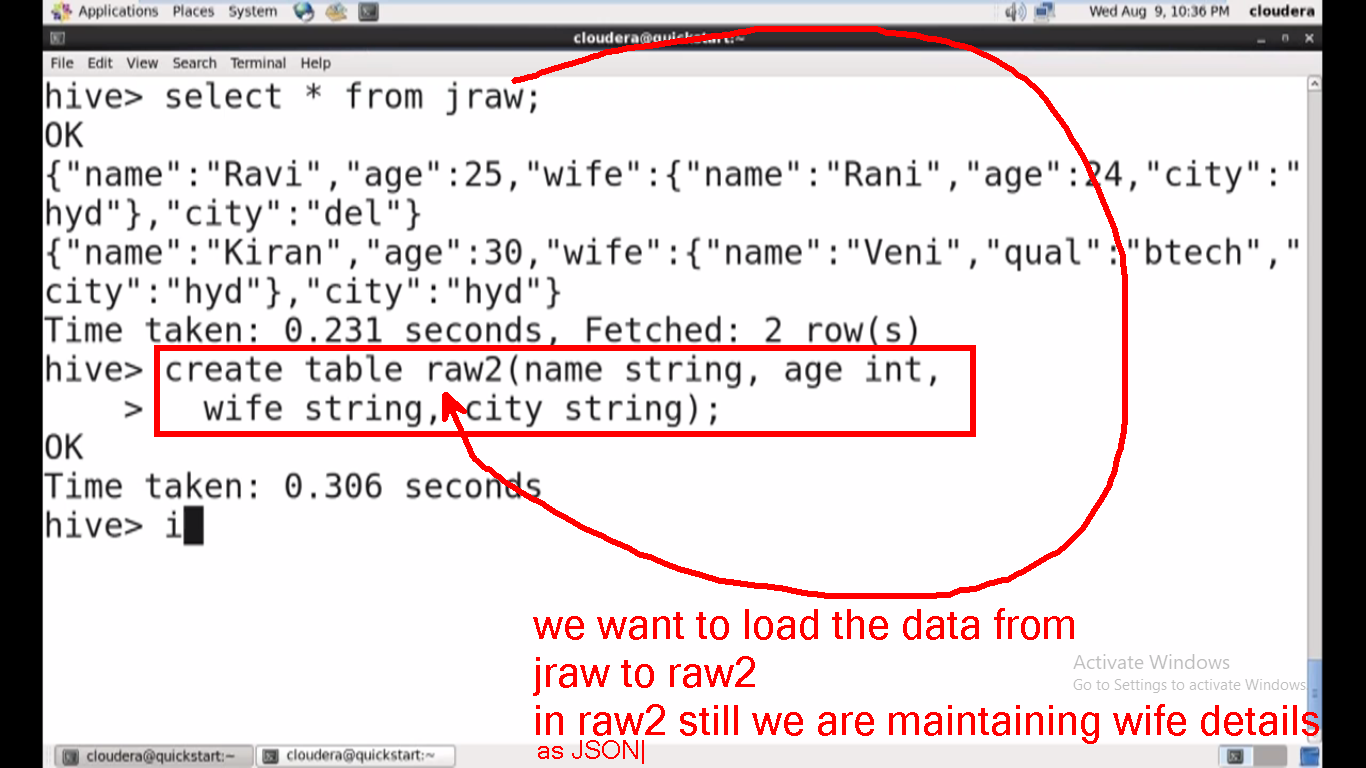 Applications Places System Wed Aug 9, 10:36 PM cloudera
cloudera@quickstart:~
File Edit View Search Terminal Help
hive> select * from jraw;
OK
{"name":"Ravi","age":25,"wife":{"name":"Rani","age":24,"city":"
hyd"},"city":"del"}
{"name":"Kiran","age":30,"wife":{"name":"Veni","qual":"btech","
city":"hyd"},"city":"hyd"}
Time taken: 0.231 seconds, Fetched: 2 row(s)
hive> create table raw2(name string, age int,
> wife string, city string);
OK
Time taken: 0.306 seconds
hive> i
we want to load the data from
jraw to raw2
Activate Windows
Go to Settings to activate Windows.
in raw2 still we are maintaining wife details
as JSON
cloudera@quickstart:~ cloudera@quickstart:~